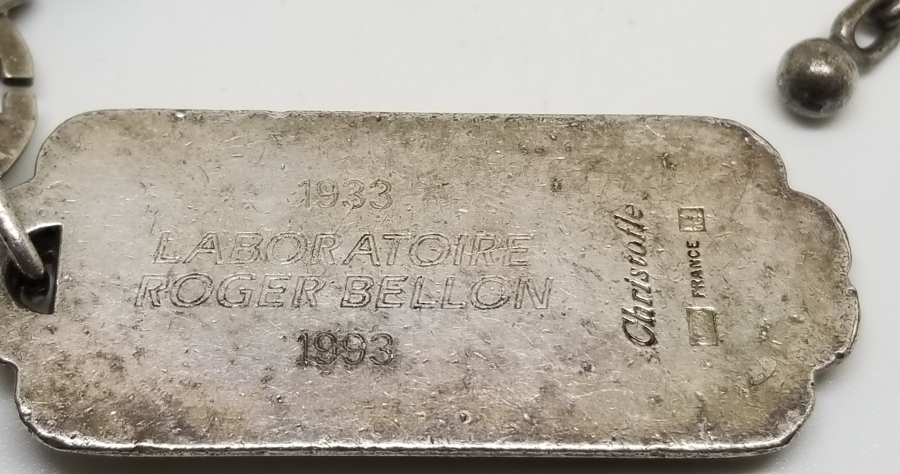 1933
LABORATOIRE
ROGER BELLON
1993
Christofle
FRANCE